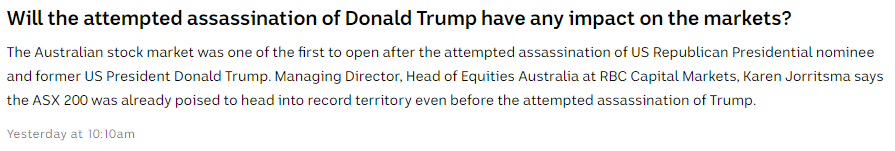 Will the attempted assassination of Donald Trump have any impact on the markets?
The Australian stock market was one of the first to open after the attempted assassination of US Republican Presidential nominee
and former US President Donald Trump. Managing Director, Head of Equities Australia at RBC Capital Markets, Karen Jorritsma says
the ASX 200 was already poised to head into record territory even before the attempted assassination of Trump.
Yesterday at 10:10am